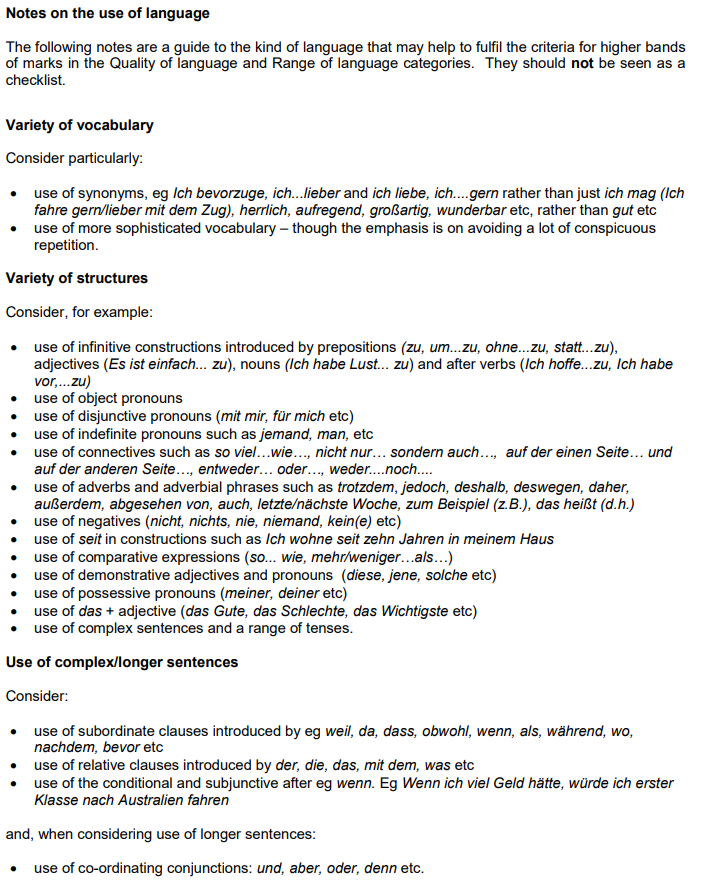 Notes on the use of language
The following notes are a guide to the kind of language that may help to fulfil the criteria for higher bands
of marks in the Quality of language and Range of language categories. They should not be seen as a
checklist.
Variety of vocabulary
Consider particularly:
• use of synonyms, eg Ich bevorzuge, ich...lieber and ich liebe, ich....gern rather than just ich mag (Ich
fahre gern/lieber mit dem Zug), herrlich, aufregend, großartig, wunderbar etc, rather than gut etc
• use of more sophisticated vocabulary – though the emphasis is on avoiding a lot of conspicuous
repetition.
Variety of structures
Consider, for example:
• use of infinitive constructions introduced by prepositions (zu, um...zu, ohne...zu, statt...zu),
adjectives (Es ist einfach... zu), nouns (Ich habe Lust... zu) and after verbs (Ich hoffe...zu, Ich habe
vor,...zu)
• use of object pronouns
• use of disjunctive pronouns (mit mir, für mich etc)
• use of indefinite pronouns such as jemand, man, etc
• use of connectives such as so viel…wie…, nicht nur… sondern auch…, auf der einen Seite… und
auf der anderen Seite…, entweder… oder…, weder....noch....
• use of adverbs and adverbial phrases such as trotzdem, jedoch, deshalb, deswegen, daher,
außerdem, abgesehen von, auch, letzte/nächste Woche, zum Beispiel (z.B.), das heißt (d.h.)
• use of negatives (nicht, nichts, nie, niemand, kein(e) etc)
• use of seit in constructions such as Ich wohne seit zehn Jahren in meinem Haus
• use of comparative expressions (so... wie, mehr/weniger…als…)
• use of demonstrative adjectives and pronouns (diese, jene, solche etc)
• use of possessive pronouns (meiner, deiner etc)
• use of das + adjective (das Gute, das Schlechte, das Wichtigste etc)
• use of complex sentences and a range of tenses.
Use of complex/longer sentences
Consider:
• use of subordinate clauses introduced by eg weil, da, dass, obwohl, wenn, als, während, wo,
nachdem, bevor etc
• use of relative clauses introduced by der, die, das, mit dem, was etc
• use of the conditional and subjunctive after eg wenn. Eg Wenn ich viel Geld hätte, würde ich erster
Klasse nach Australien fahren
and, when considering use of longer sentences:
• use of co-ordinating conjunctions: und, aber, oder, denn etc.